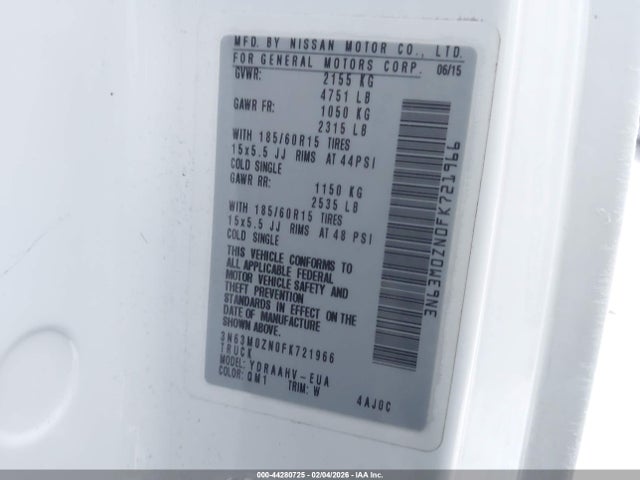 MFD. BY NISSAN MOTOR CO., LTD.
FOR GENERAL MOTORS CORP. 06/15
GVWR: 2155 KG
4751 LB
GAWR FR: 1050 KG
2315 LB
WITH 185/60R15 TIRES
15x5.5 JJ RIMS AT 44PSI
COLD SINGLE
GAWR RR: 1150 KG
2535 LB
WITH 185/60R15 TIRES
15x5.5 JJ RIMS AT 48 PSI
COLD SINGLE
THIS VEHICLE CONFORMS TO
ALL APPLICABLE FEDERAL
MOTOR VEHICLE SAFETY AND
THEFT PREVENTION
STANDARDS IN EFFECT ON THE
DATE OF MANUFACTURE
SHOWN ABOVE.
3N63M0ZN0FK721966
TRUCK
MODEL: YDRAAHV-EUA
COLOR: QM1 TRIM: W
4AJ0C
3N63M0ZN0FK721966
000-44280725 - 02/04/2026 - IAA Inc.